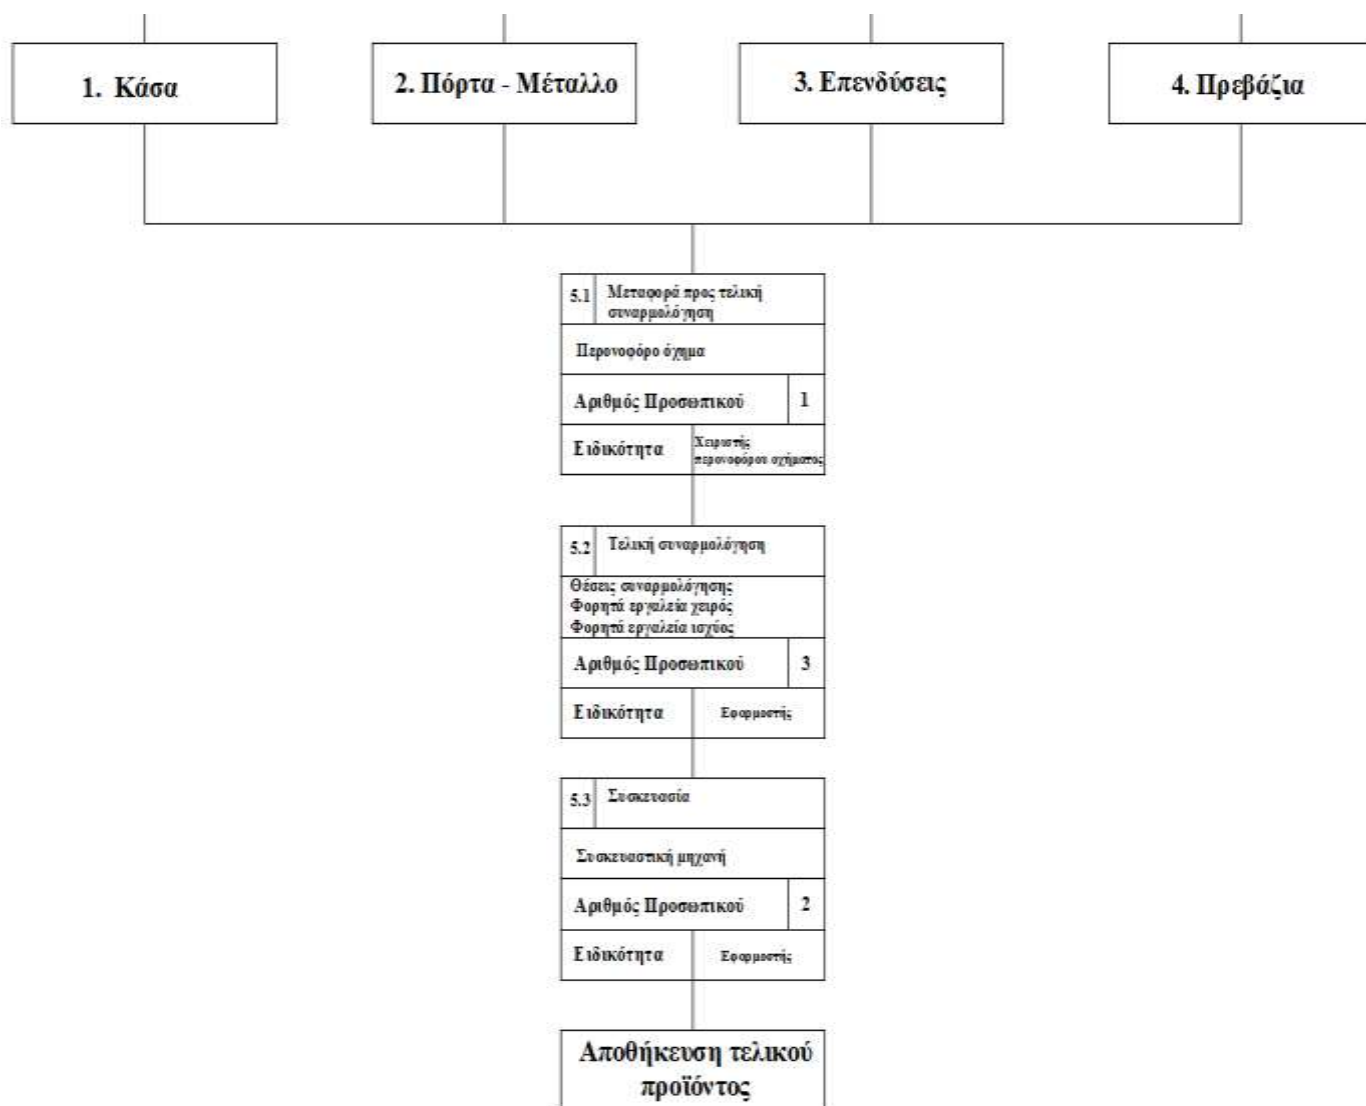 1. Κάσα
2. Πόρτα - Μέταλλο
3. Επενδύσεις
4. Πρεβάζια
5.1 Μεταφορά προς τελική
συναρμολόγηση
Περονοφόρο όχημα
Αριθμός Προσωπικού 1
Ειδικότητα
Χειριστής
περονοφόρου οχήματος
5.2 Τελική συναρμολόγηση
Θέσεις συναρμολόγησης
Φορητά εργαλεία χειρός
Φορητά εργαλεία ισχύος
Αριθμός Προσωπικού 3
Ειδικότητα Εφαρμοστής
5.3 Συσκευασία
Συσκευαστική μηχανή
Αριθμός Προσωπικού 2
Ειδικότητα Εφαρμοστής
Αποθήκευση τελικού
προϊόντος